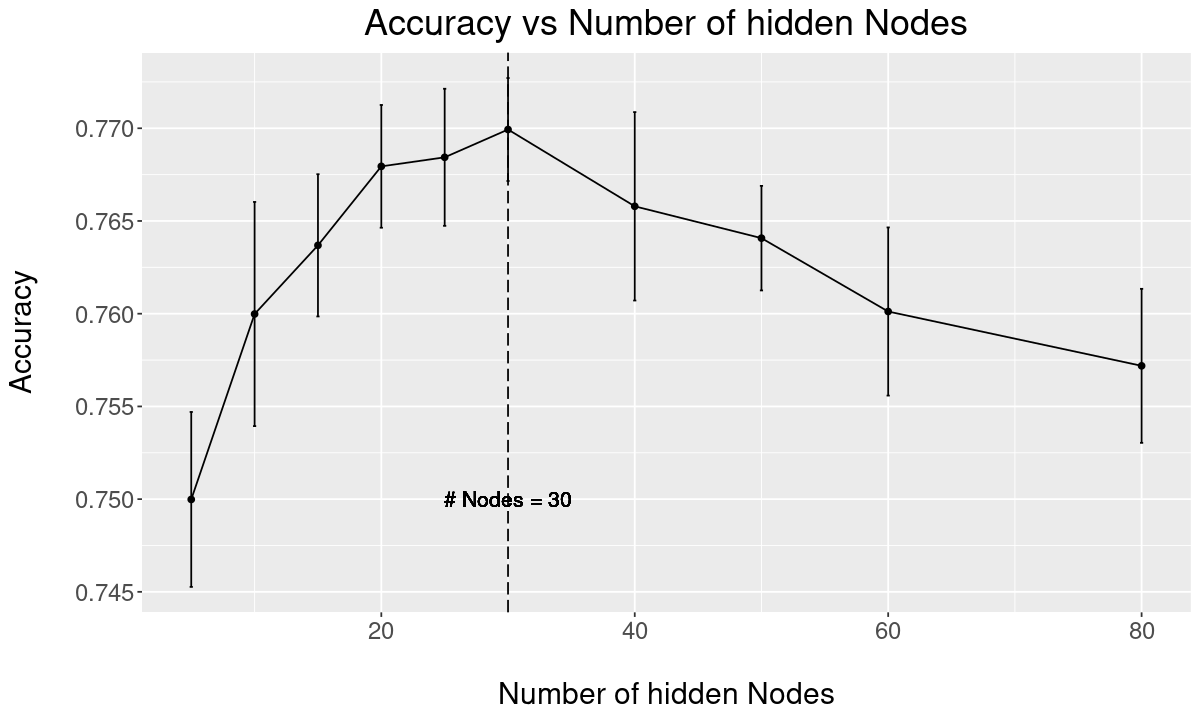 Accuracy vs Number of hidden Nodes
Accuracy
0.770
0.765
0.760
0.755
0.750
0.745
# Nodes = 30
20
40
60
80
Number of hidden Nodes